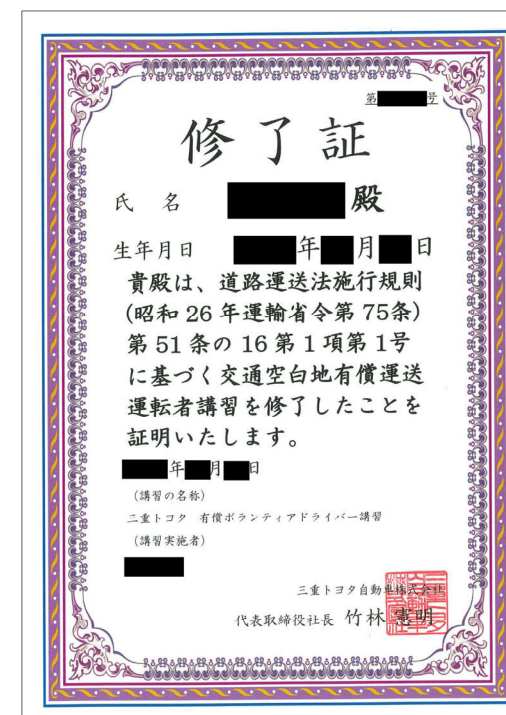 第 号
修了証
氏 名 殿
生年月日 年 月 日
貴殿は、道路運送法施行規則
(昭和 26 年運輸省令第 75条)
第 51 条の 16 第 1 項第 1号
に基づく交通空白地有償運送
運転者講習を修了したことを
証明いたします。
年 月 日
(講習の名称)
三重トヨタ 有償ボランティアドライバー講習
(講習実施者)
三重トヨタ自動車株式会社
代表取締役社長 竹林 憲明